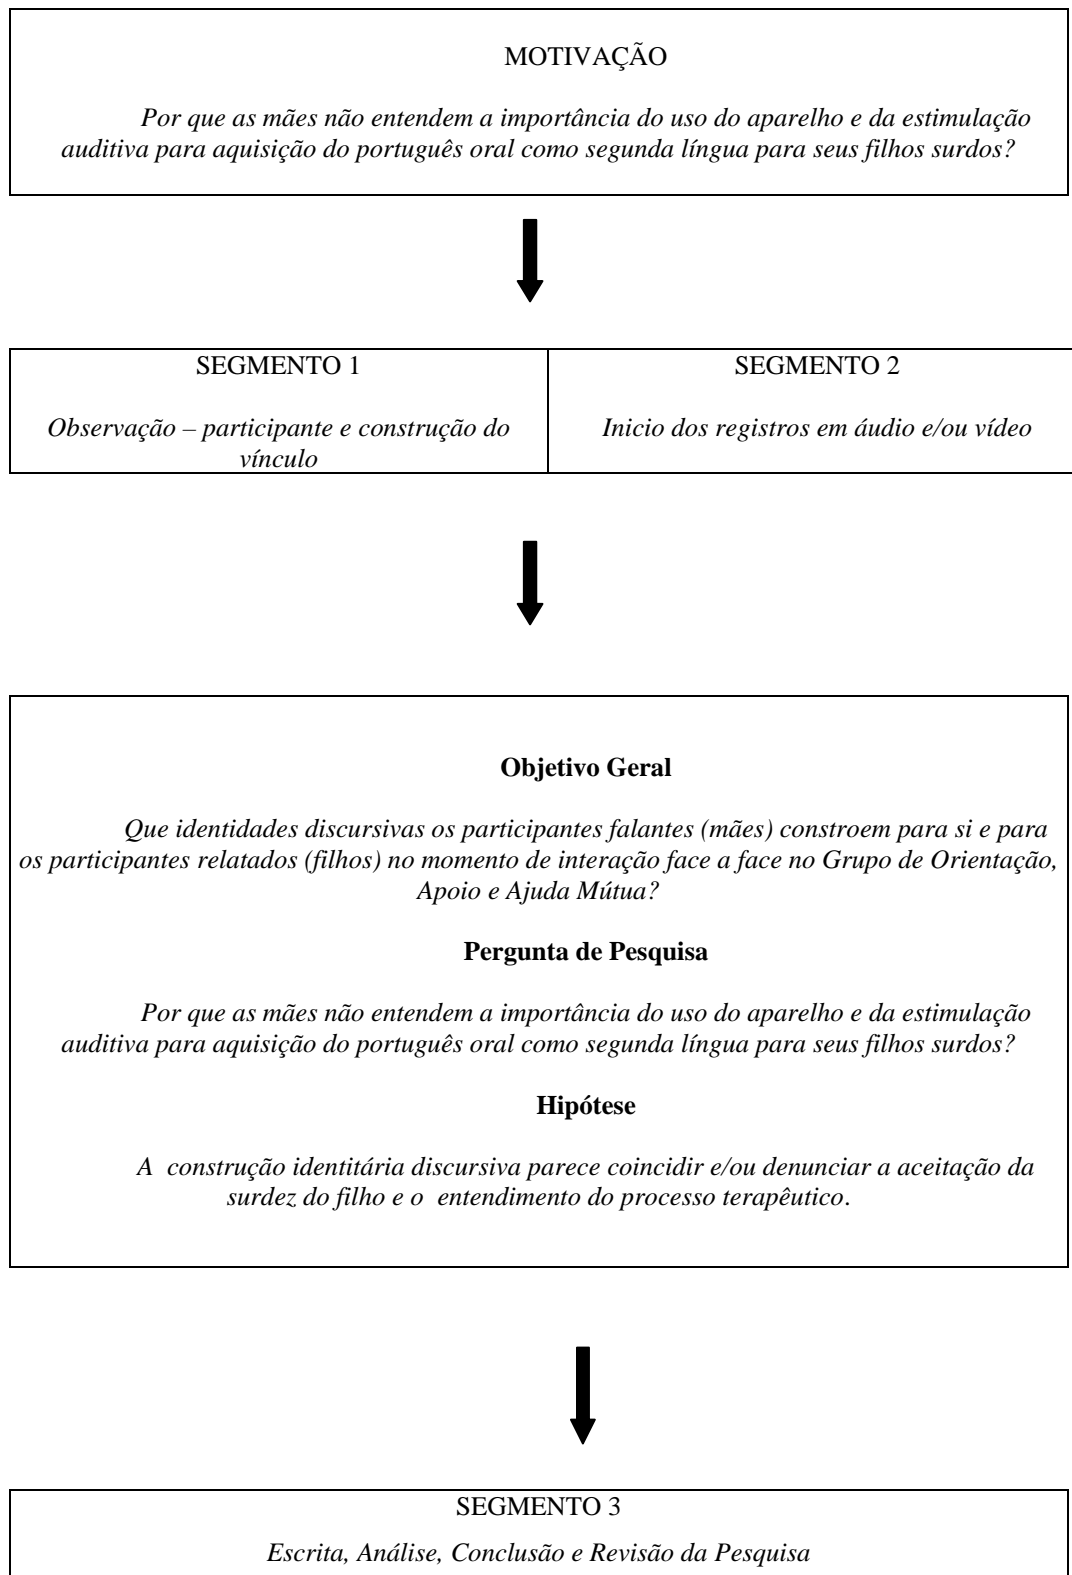 MOTIVAÇÃO
Por que as mães não entendem a importância do uso do aparelho e da estimulação
auditiva para aquisição do português oral como segunda língua para seus filhos surdos?
SEGMENTO 1
Observação – participante e construção do
vínculo
SEGMENTO 2
Inicio dos registros em áudio e/ou vídeo
Objetivo Geral
Que identidades discursivas os participantes falantes (mães) constroem para si e para
os participantes relatados (filhos) no momento de interação face a face no Grupo de Orientação,
Apoio e Ajuda Mútua?
Pergunta de Pesquisa
Por que as mães não entendem a importância do uso do aparelho e da estimulação
auditiva para aquisição do português oral como segunda língua para seus filhos surdos?
Hipótese
A construção identitária discursiva parece coincidir e/ou denunciar a aceitação da
surdez do filho e o entendimento do processo terapêutico.
SEGMENTO 3
Escrita, Análise, Conclusão e Revisão da Pesquisa